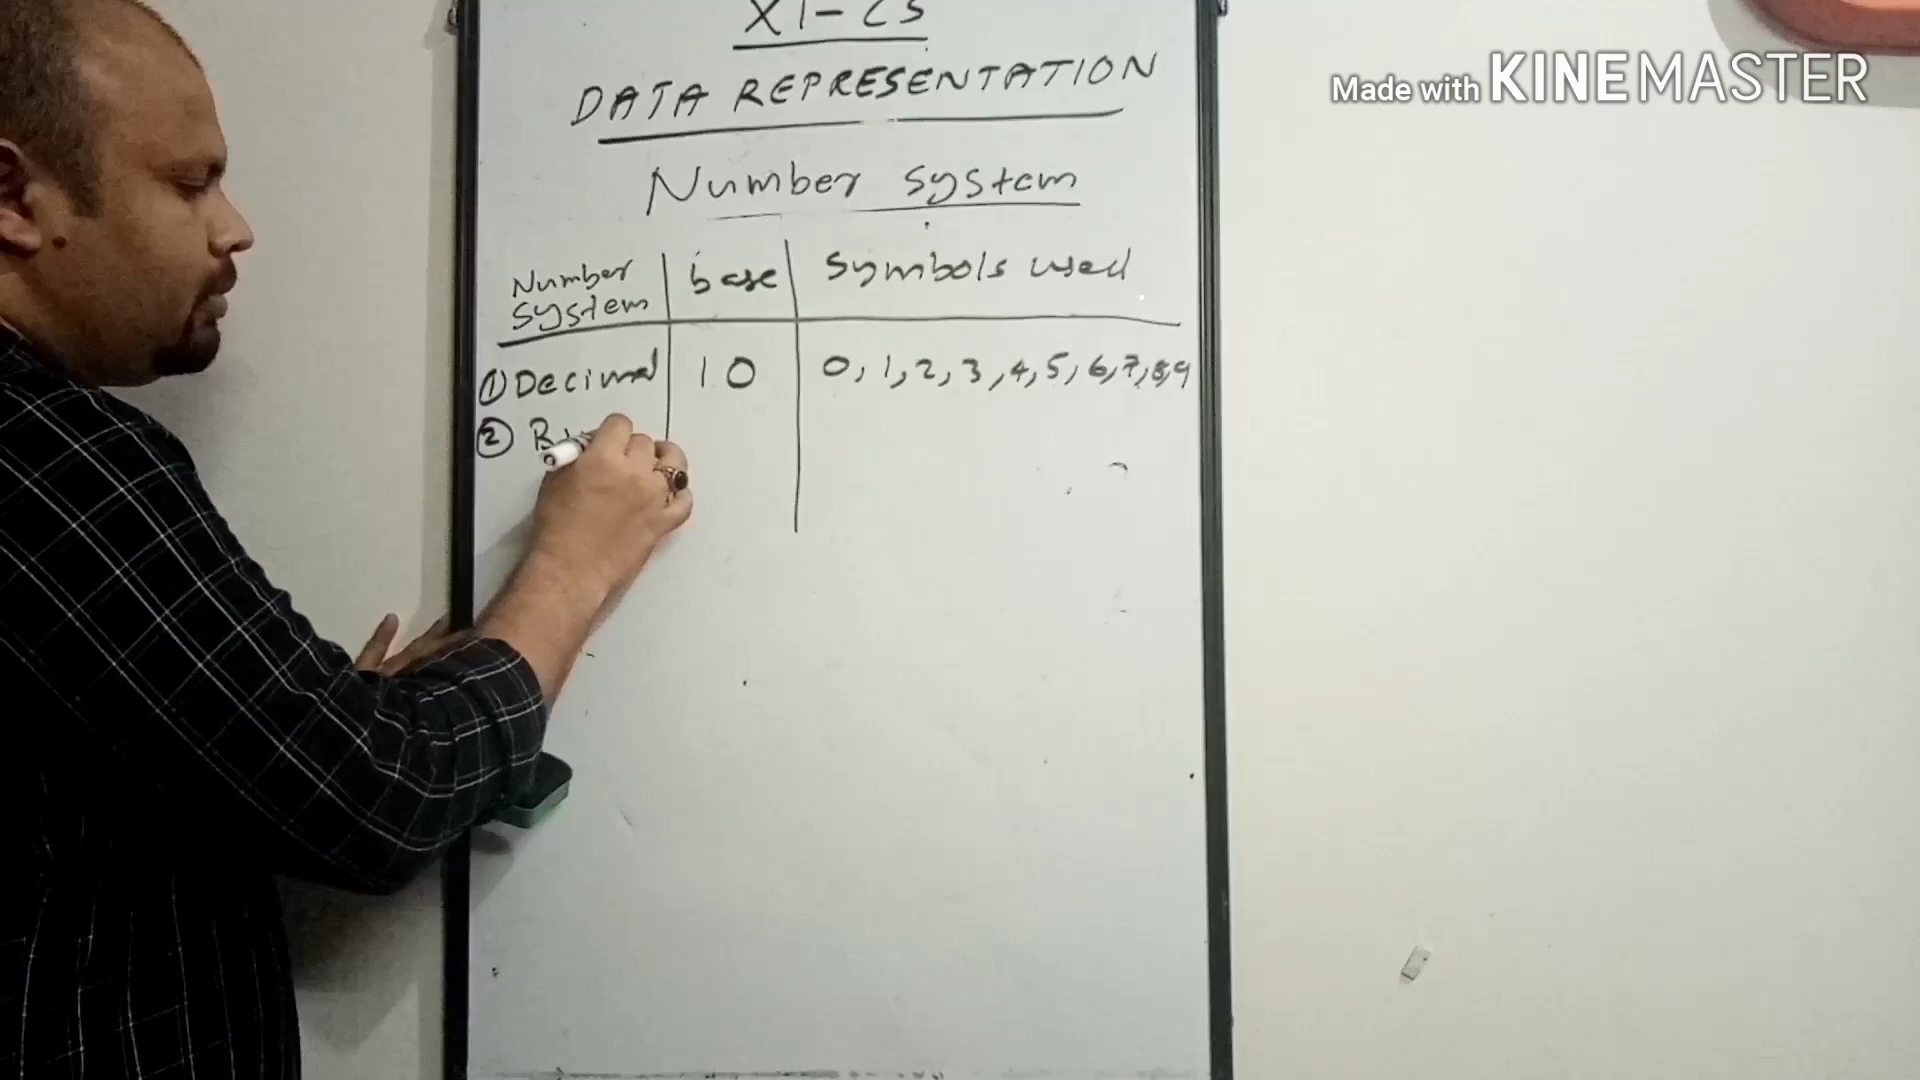 XI-CS
Made with KINEMASTER
DATA REPRESENTATION
Number system
Number system | base | Symbols used
① Decimal | 10 | 0, 1, 2, 3, 4, 5, 6, 7, 8, 9
②